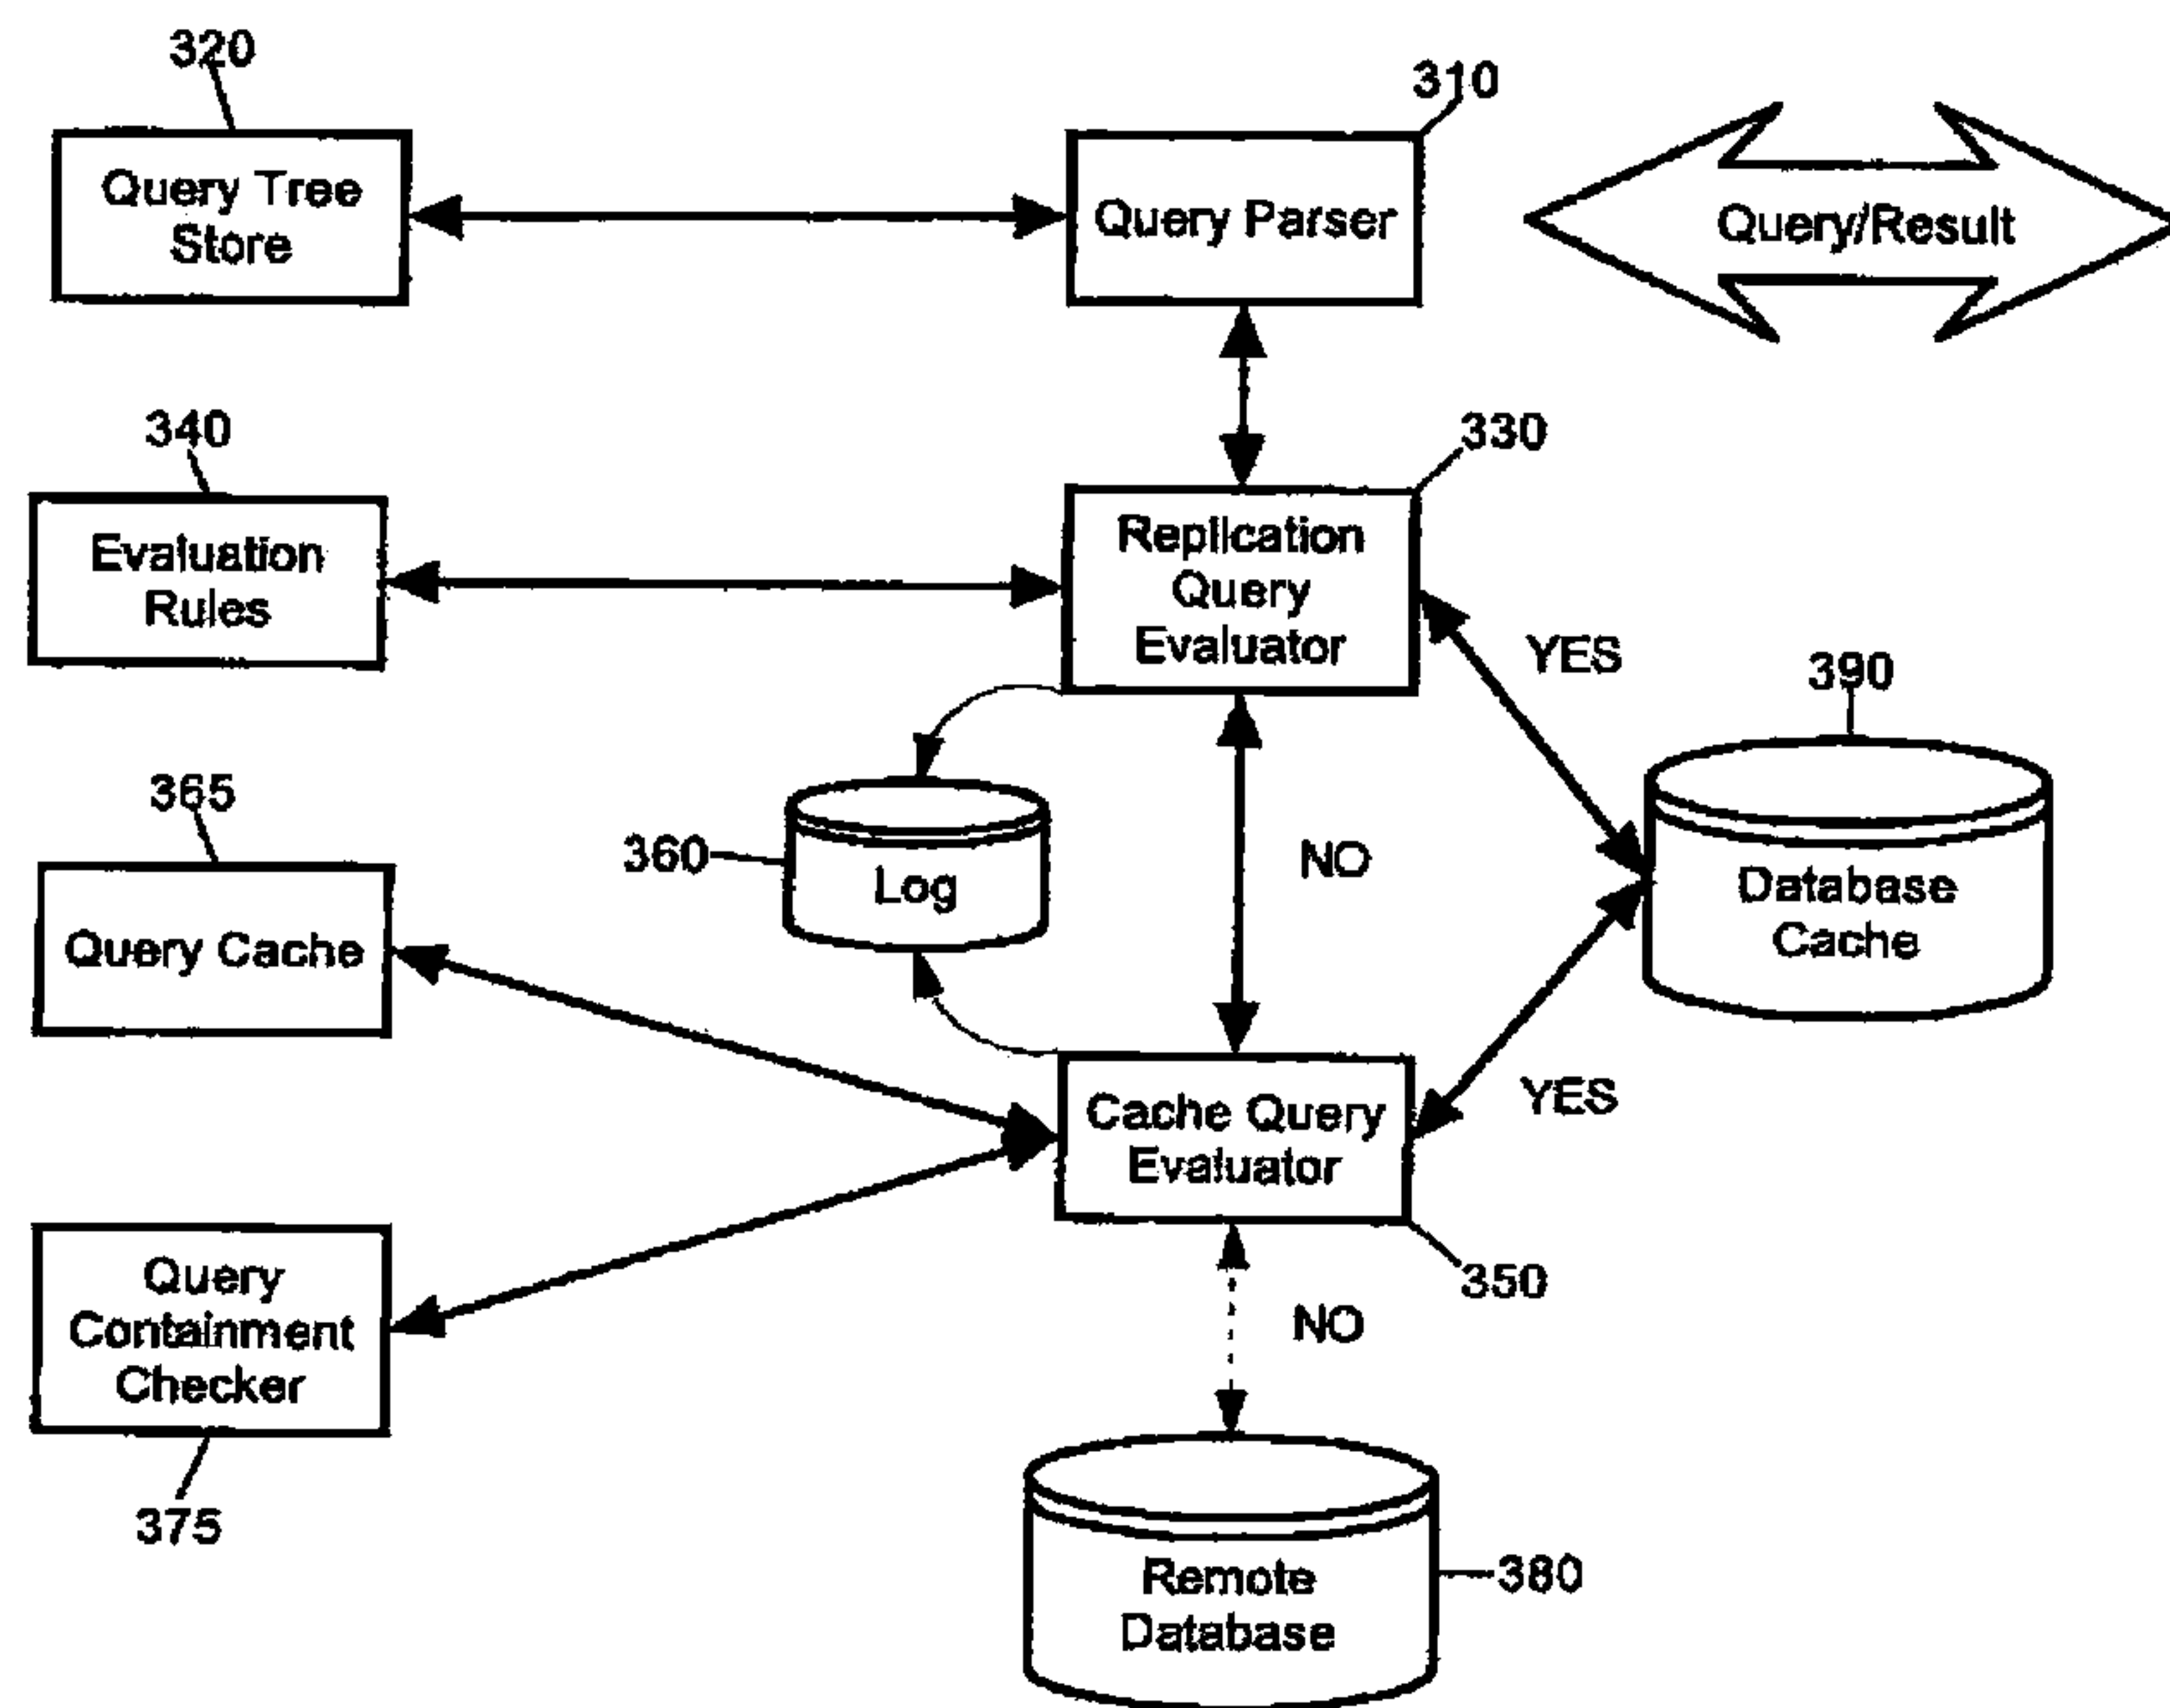 320
310
Query Tree
Store
Query Parser
Query/Result
340
330
Evaluation
Rules
Replication
Query
Evaluator
YES
390
365
360
Log
NO
Database
Cache
Query Cache
Cache Query
Evaluator
YES
350
Query
Containment
Checker
NO
375
Remote
Database
380